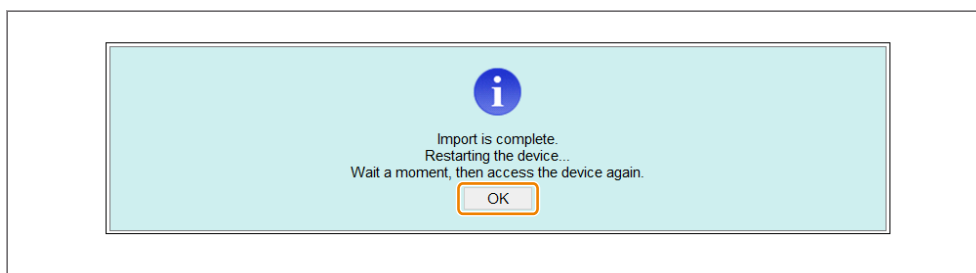 Import is complete.
Restarting the device...
Wait a moment, then access the device again.
OK